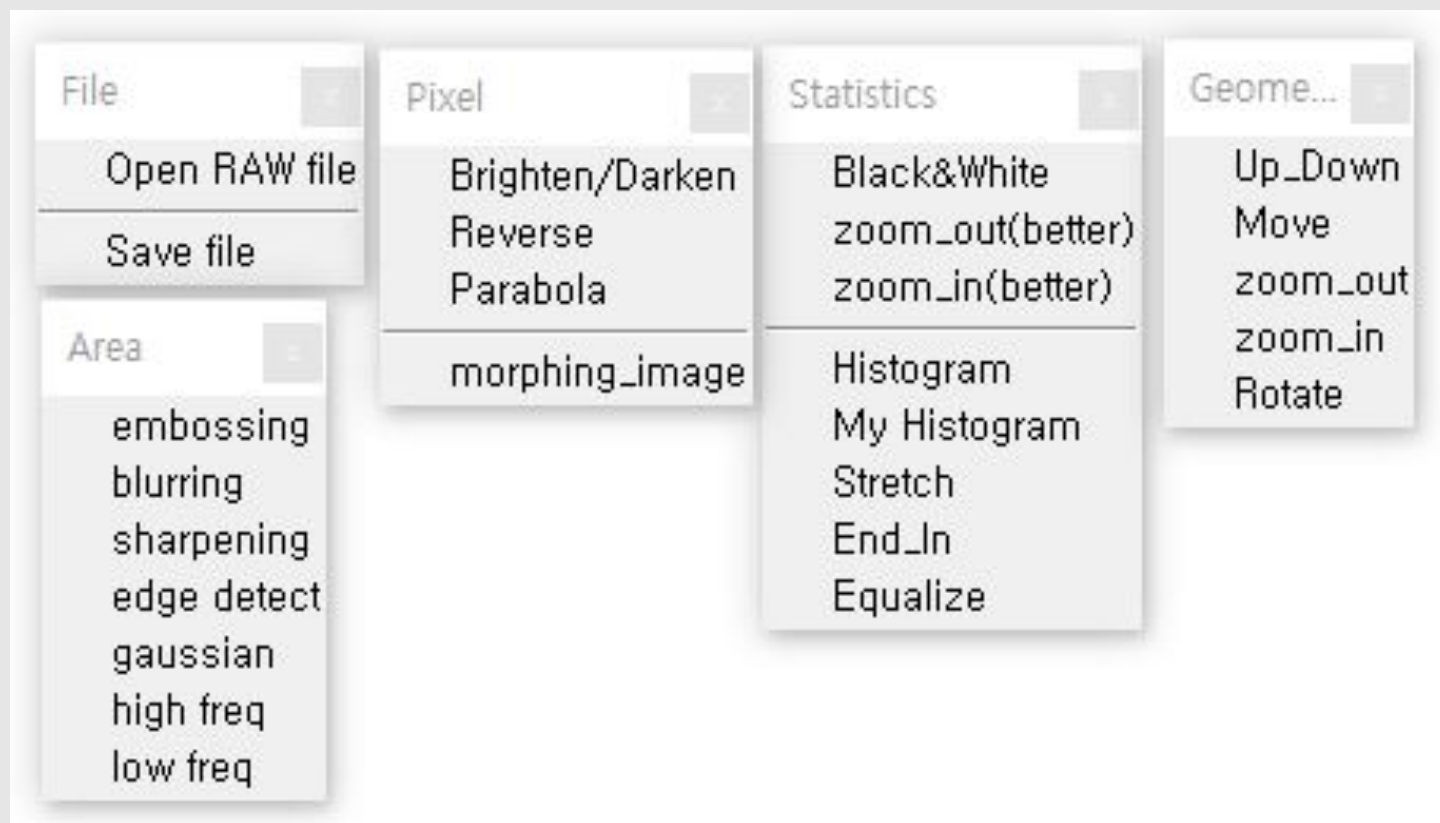 File
Open RAW file
Save file
Area
embossing
blurring
sharpening
edge detect
gaussian
high freq
low freq
Pixel
Brighten/Darken
Reverse
Parabola
morphing_image
Statistics
Black&White
zoom_out(better)
zoom_in(better)
Histogram
My Histogram
Stretch
End_In
Equalize
Geome...
Up_Down
Move
zoom_out
zoom_in
Rotate